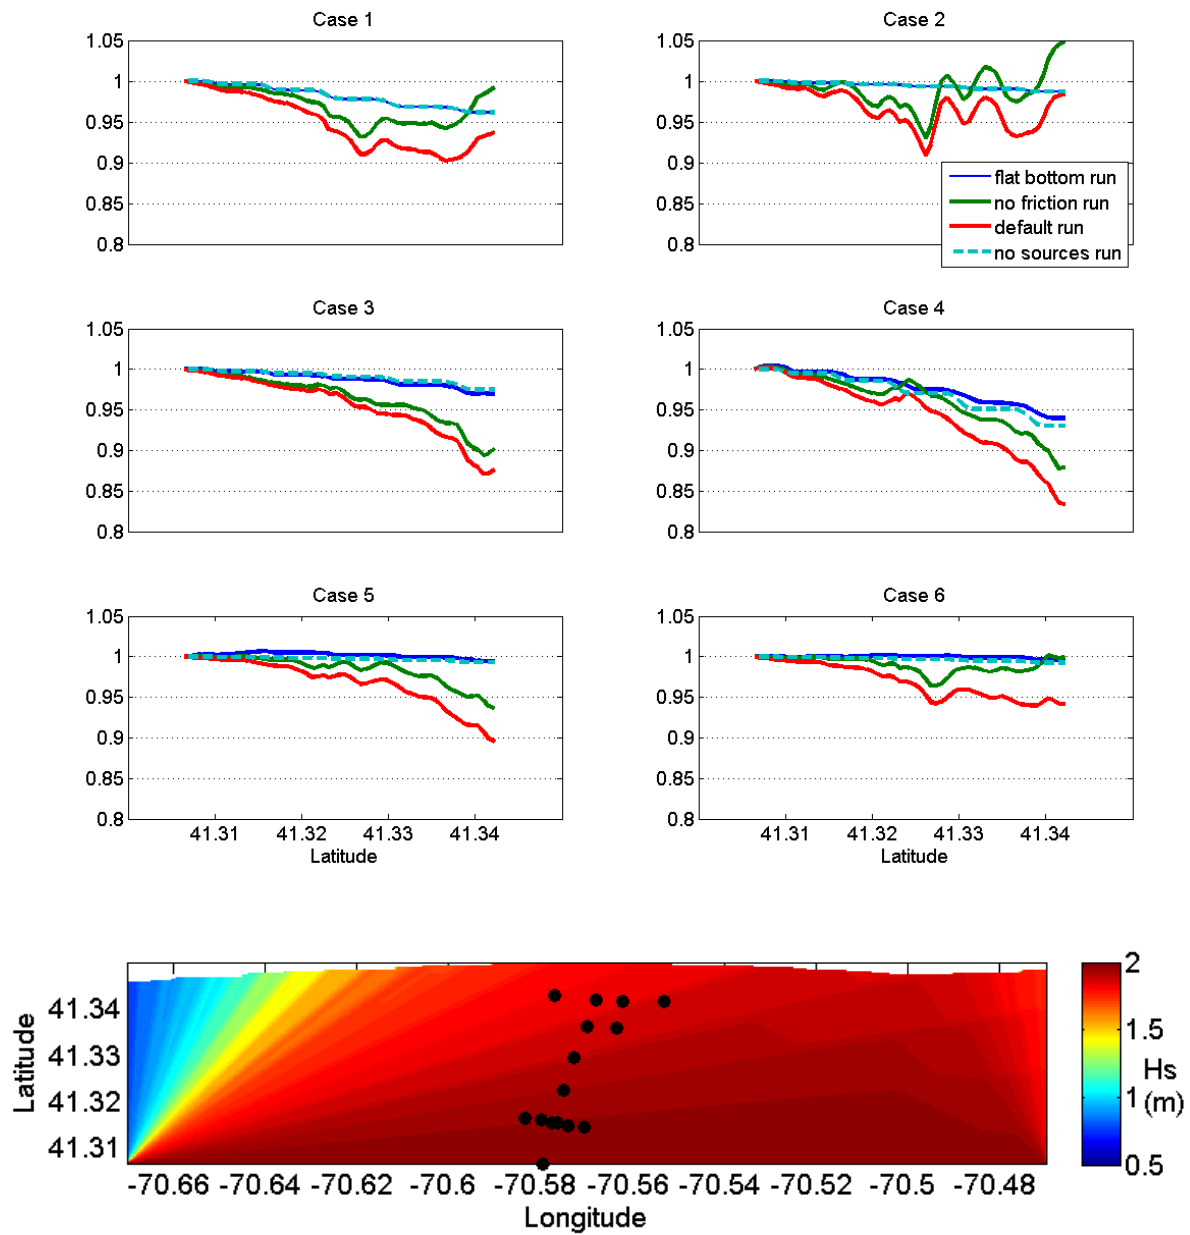 Case 1
1.05
1
0.95
0.9
0.85
0.8
Case 2
1.05
1
0.95
0.9
0.85
0.8
flat bottom run
no friction run
default run
no sources run
Case 3
1.05
1
0.95
0.9
0.85
0.8
Case 4
1.05
1
0.95
0.9
0.85
0.8
Case 5
1.05
1
0.95
0.9
0.85
0.8
41.31 41.32 41.33 41.34
Latitude
Case 6
1.05
1
0.95
0.9
0.85
0.8
41.31 41.32 41.33 41.34
Latitude
Latitude
41.34
41.33
41.32
41.31
-70.66 -70.64 -70.62 -70.6 -70.58 -70.56 -70.54 -70.52 -70.5 -70.48
Longitude
2
1.5
1
0.5
Hs
(m)